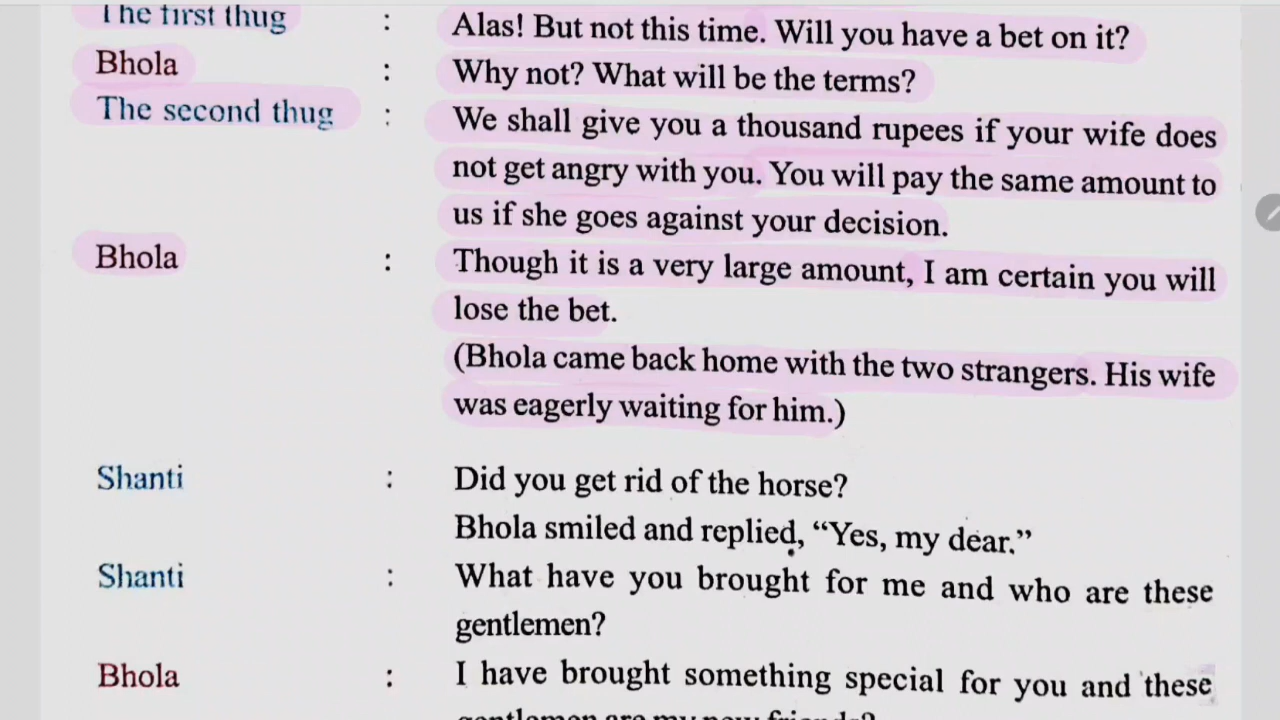 The first thug : Alas! But not this time. Will you have a bet on it?
Bhola : Why not? What will be the terms?
The second thug : We shall give you a thousand rupees if your wife does
not get angry with you. You will pay the same amount to
us if she goes against your decision.
Bhola : Though it is a very large amount, I am certain you will
lose the bet.
(Bhola came back home with the two strangers. His wife
was eagerly waiting for him.)
Shanti : Did you get rid of the horse?
Bhola smiled and replied, “Yes, my dear.”
Shanti : What have you brought for me and who are these
gentlemen?
Bhola : I have brought something special for you and these
gentlemen are my new friends?